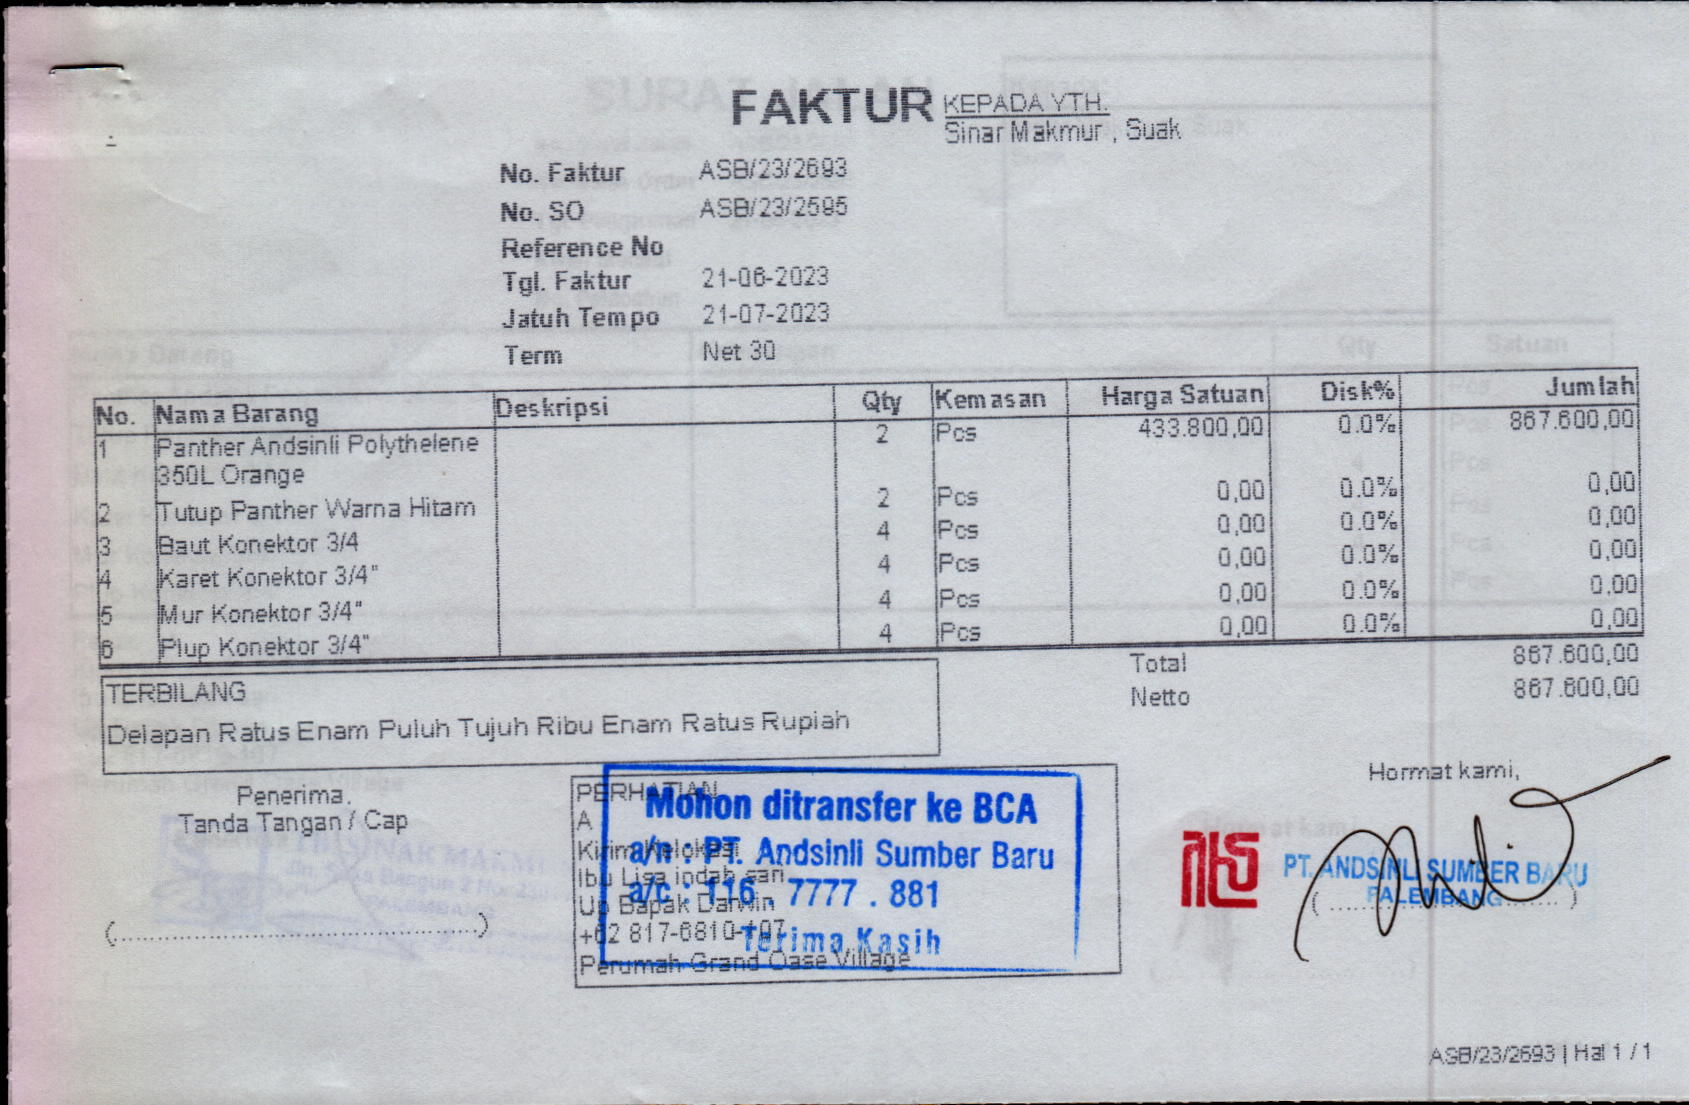 FAKTUR
KEPADA YTH.
Sinar Makmur , Suak
No. Faktur ASB/23/2693
No. SO ASB/23/2595
Reference No
Tgl. Faktur 21-06-2023
Jatuh Tempo 21-07-2023
Term Net 30
No. Nama Barang Deskripsi Qty Kemasan Harga Satuan Disk% Jumlah
1 Panther Andsinli Polythelene 2 Pcs 433.800,00 0.0% 867.600,00
350L Orange
2 Tutup Panther Warna Hitam 2 Pcs 0,00 0.0% 0,00
3 Baut Konektor 3/4 4 Pcs 0,00 0.0% 0,00
4 Karet Konektor 3/4" 4 Pcs 0,00 0.0% 0,00
5 Mur Konektor 3/4" 4 Pcs 0,00 0.0% 0,00
6 Plup Konektor 3/4" 4 Pcs 0,00 0.0% 0,00
Total 867.600,00
Netto 867.600,00
TERBILANG
Delapan Ratus Enam Puluh Tujuh Ribu Enam Ratus Rupiah
Penerima,
Tanda Tangan / Cap
(..........................................)
PERHATIAN
A
Kirim Kelokasi
Ibu Lisa indah sari
Up Bapak Darwin
+62 817-6810-197
Perumah Grand Oase Village
Mohon ditransfer ke BCA
a/n : PT. Andsinli Sumber Baru
a/c : 116 . 7777 . 881
Terima Kasih
Hormat kami,
PT. ANDSINLI SUMBER BARU
PALEMBANG
ASB/23/2693 | Hal 1 / 1